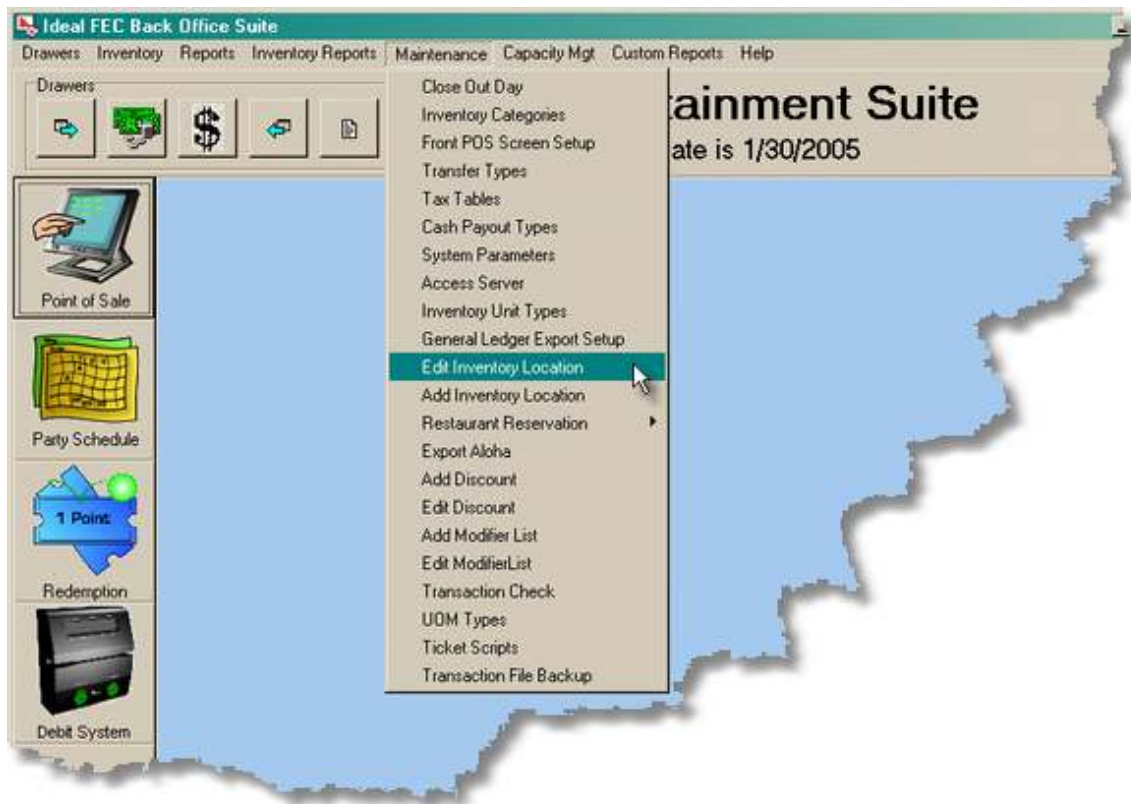 Ideal FEC Back Office Suite
Drawers Inventory Reports Inventory Reports Maintenance Capacity Mgt Custom Reports Help
Drawers
tainment Suite
ate is 1/30/2005
Close Out Day
Inventory Categories
Front POS Screen Setup
Transfer Types
Tax Tables
Cash Payout Types
System Parameters
Access Server
Inventory Unit Types
General Ledger Export Setup
Edit Inventory Location
Add Inventory Location
Restaurant Reservation
Export Aloha
Add Discount
Edit Discount
Add Modifier List
Edit ModifierList
Transaction Check
UOM Types
Ticket Scripts
Transaction File Backup
Point of Sale
Party Schedule
1 Point
Redemption
Debit System